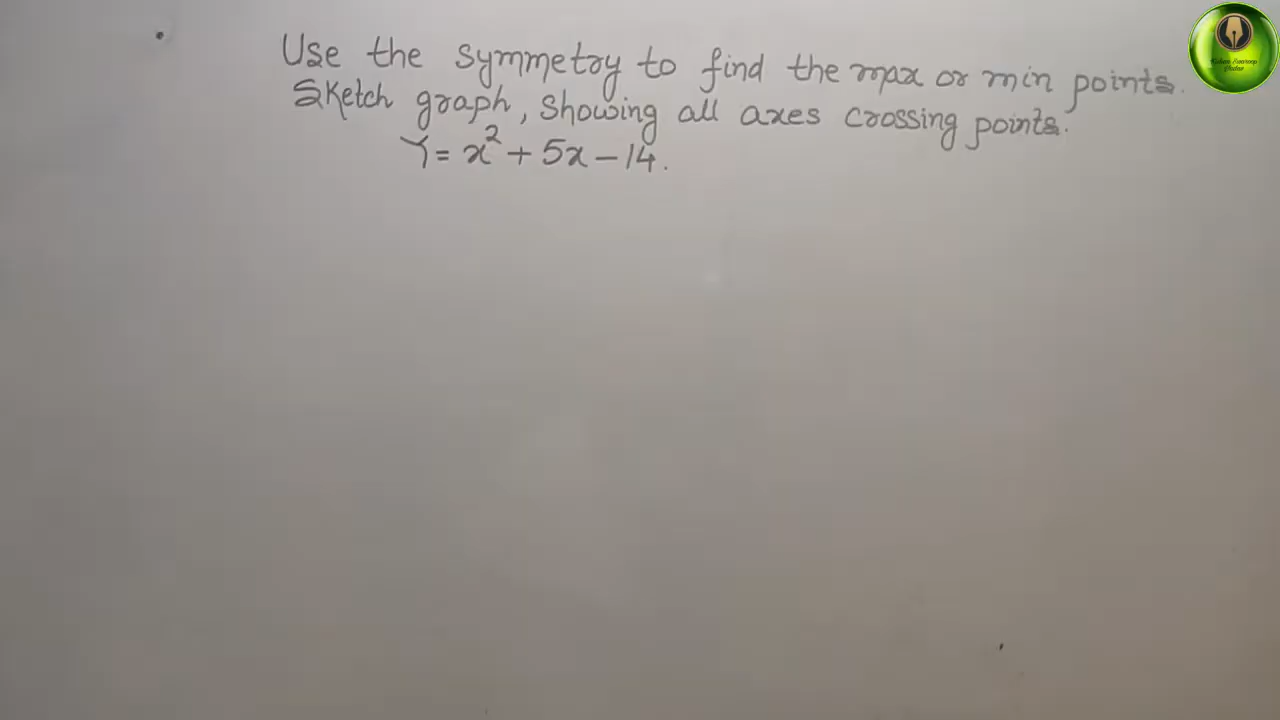 Use the symmetry to find the max or min points.
Sketch graph, showing all axes crossing points.
Y = x² + 5x - 14.